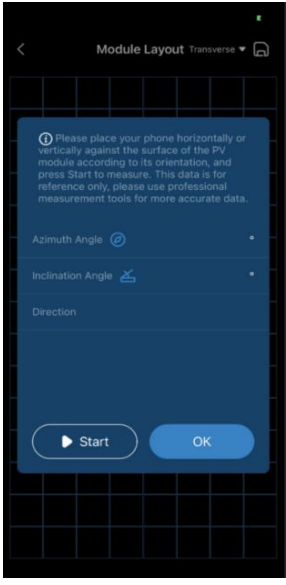 Module Layout Transverse
Please place your phone horizontally or
vertically against the surface of the PV
module according to its orientation, and
press Start to measure. This data is for
reference only, please use professional
measurement tools for more accurate data.
Azimuth Angle °
Inclination Angle °
Direction
Start OK